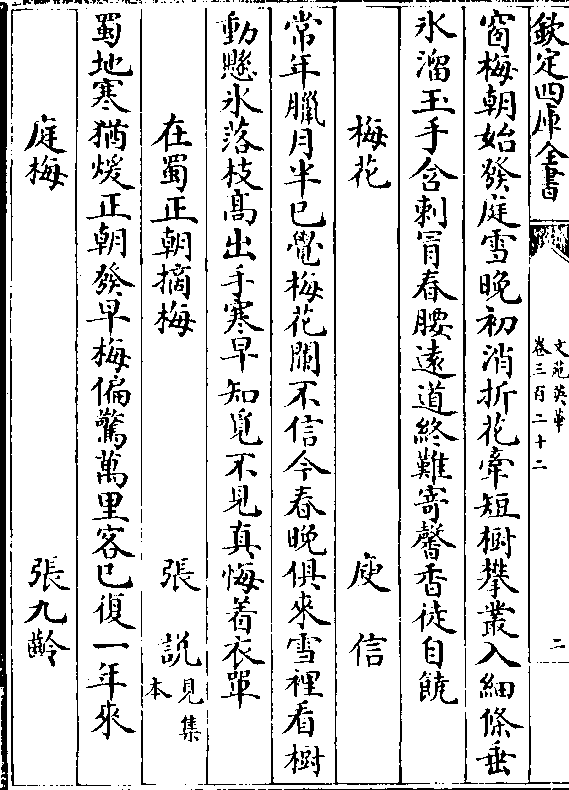 欽定四庫全書
文苑英華
卷三百二十二
二
窗梅朝始發庭雪晚初消折花牽短樹攀叢入細條垂
氷溜玉手含刺罥春腰遠道終難寄馨香徒自饒
梅花 庾信
常年臘月半已覺梅花闌不信今春晚俱來雪裡看樹
動懸氷落枝髙出手寒早知覓不見真悔着衣單
在蜀正朝摘梅 張說 見集本
蜀地寒猶煖正朝發早梅偏驚萬里客已復一年來
庭梅 張九齡